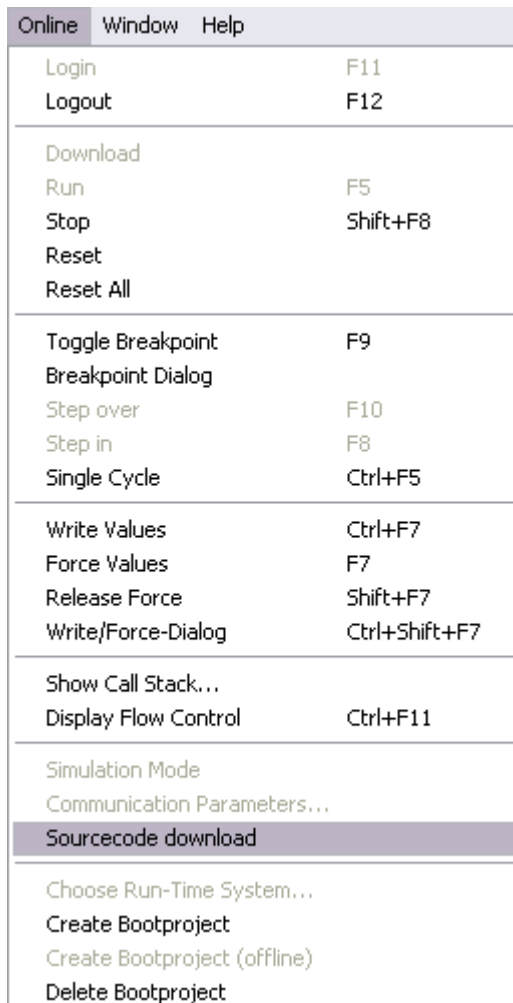 Online Window Help
Login F11
Logout F12
Download
Run F5
Stop Shift+F8
Reset
Reset All
Toggle Breakpoint F9
Breakpoint Dialog
Step over F10
Step in F8
Single Cycle Ctrl+F5
Write Values Ctrl+F7
Force Values F7
Release Force Shift+F7
Write/Force-Dialog Ctrl+Shift+F7
Show Call Stack...
Display Flow Control Ctrl+F11
Simulation Mode
Communication Parameters...
Sourcecode download
Choose Run-Time System...
Create Bootproject
Create Bootproject (offline)
Delete Bootproject